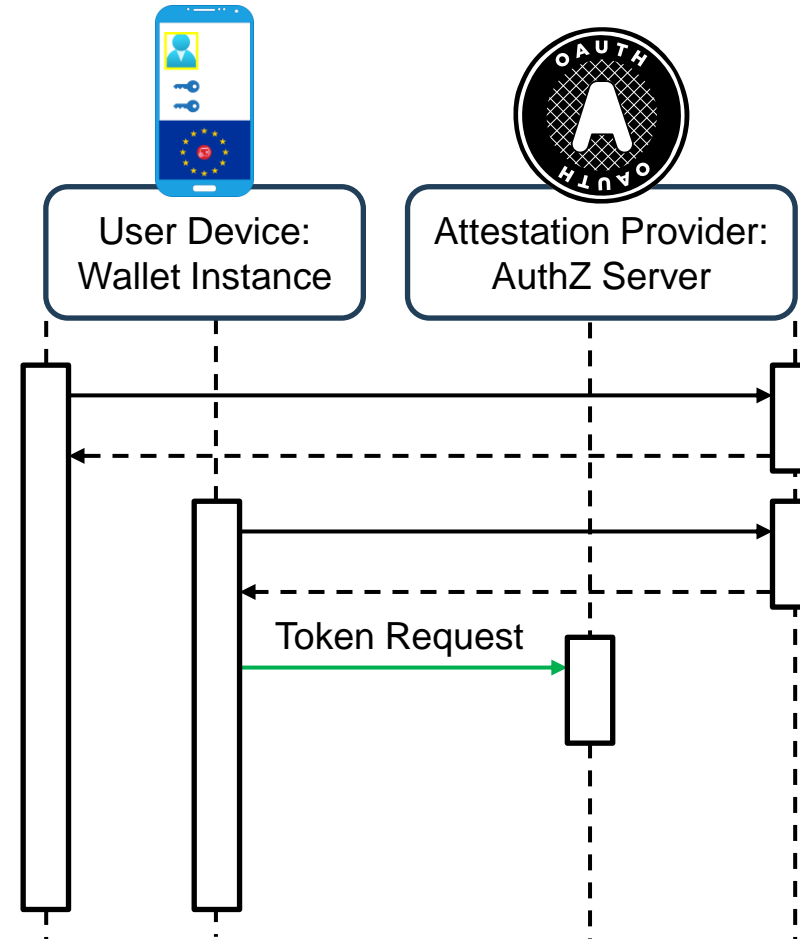 OAUTH
A
OAUTH
User Device:
Wallet Instance
Attestation Provider:
AuthZ Server
Token Request